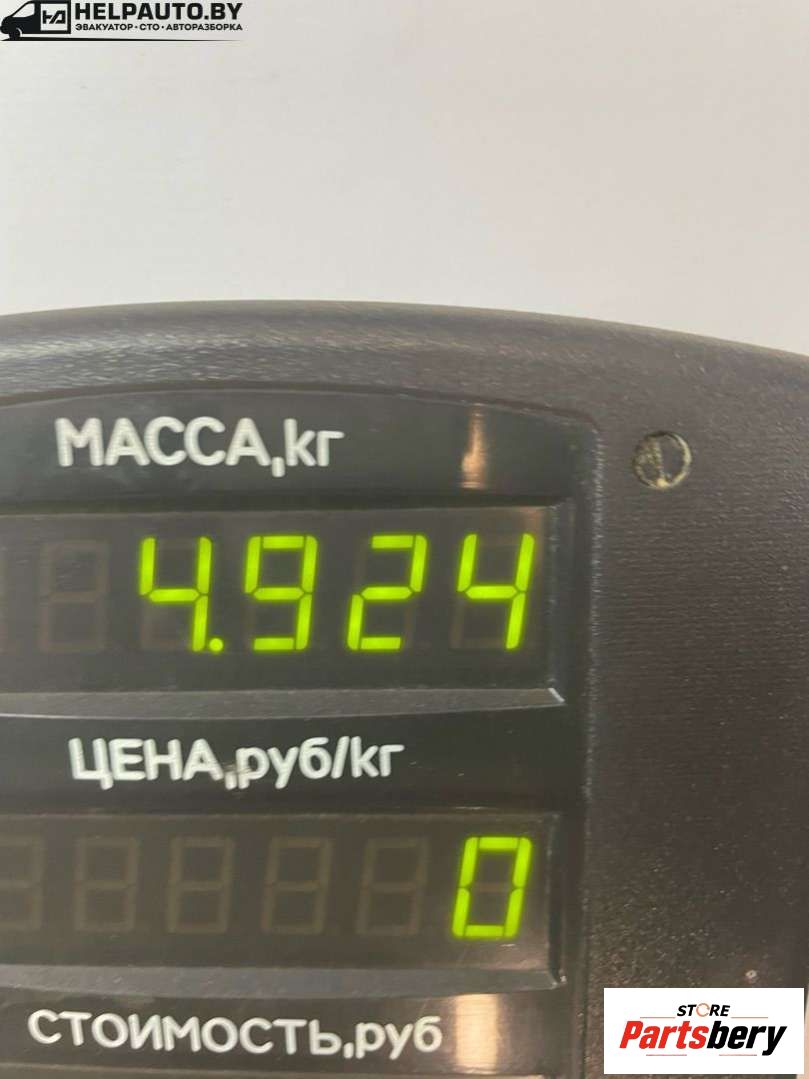 HELPAUTO.BY
ЭВАКУАТОР•СТО•АВТОРАЗБОРКА
МАССА,кг
4.924
ЦЕНА,руб/кг
0
СТОИМОСТЬ,руб
STORE
Partsbery